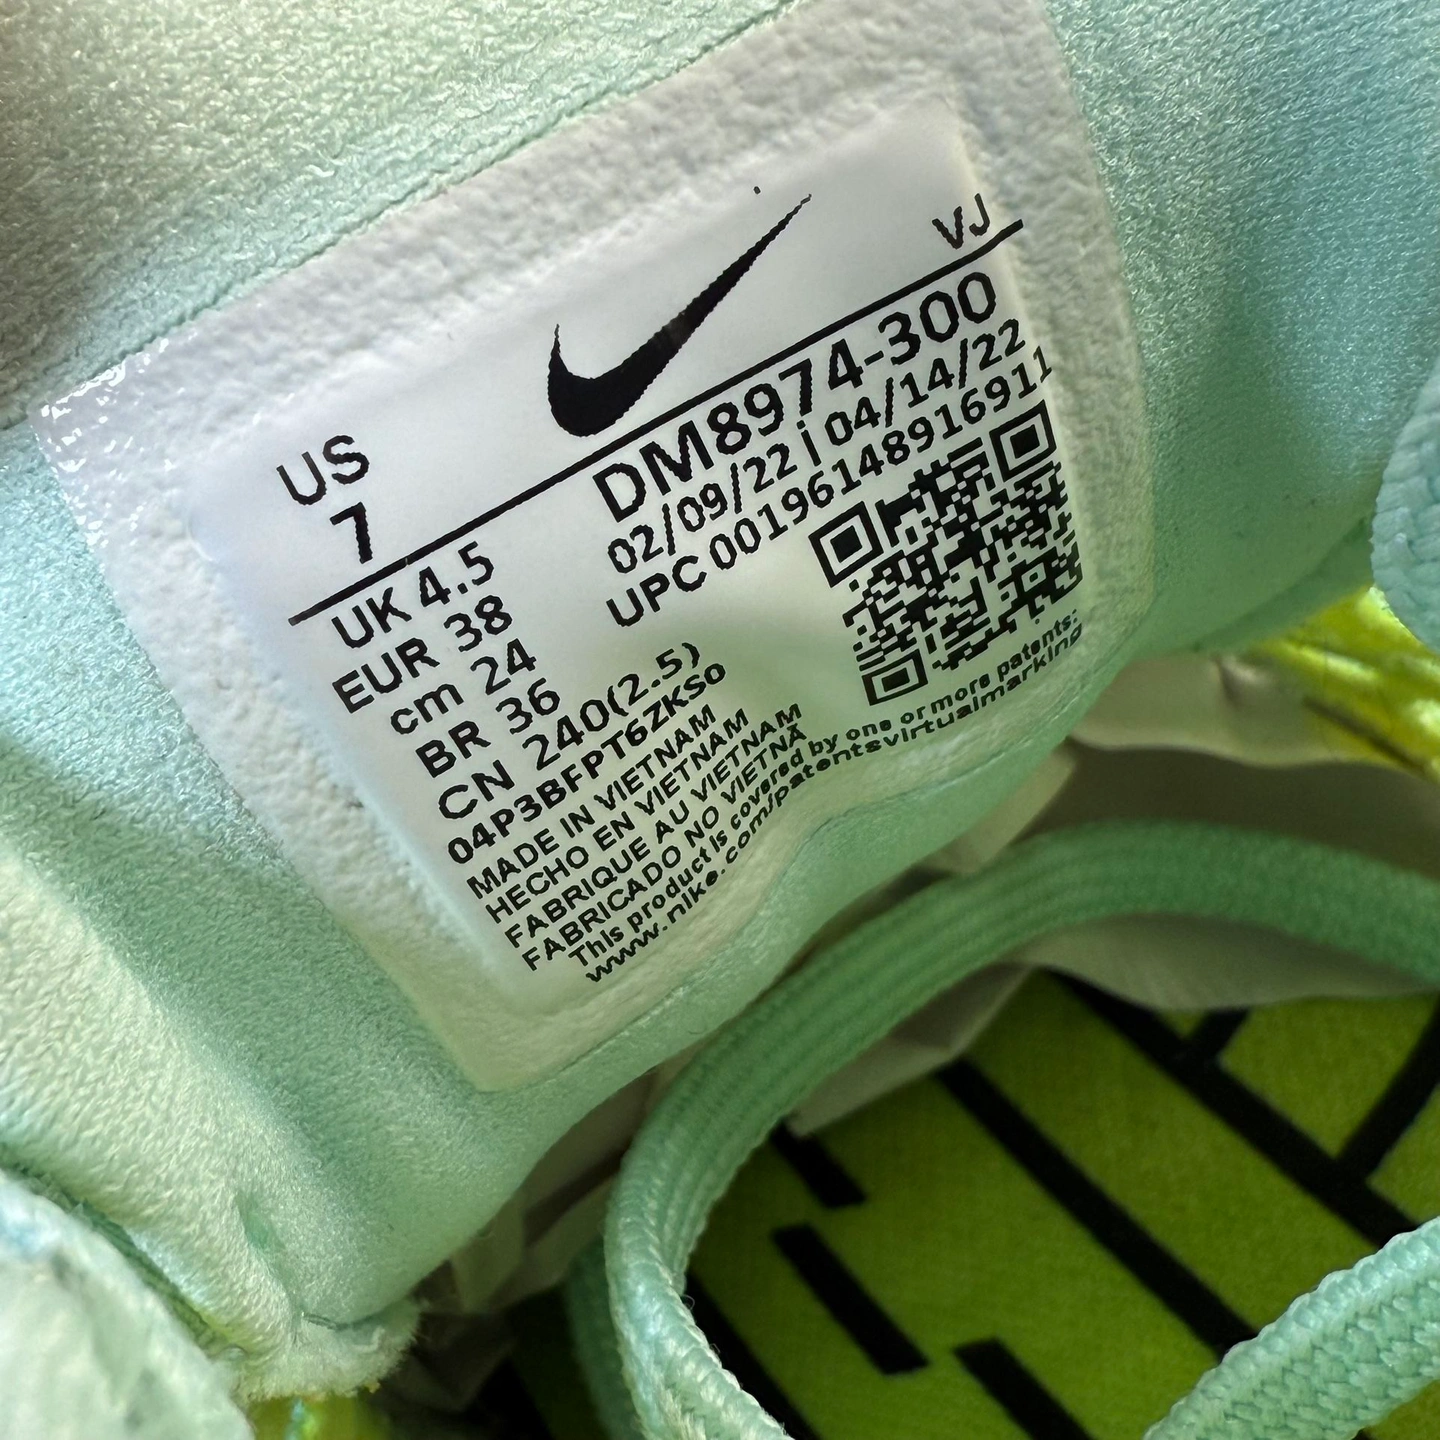 VJ
US
7
DM8974-300
02/09/22 i 04/14/22
UPC 00196148916911
UK 4.5
EUR 38
cm 24
BR 36
CN 240(2.5)
04P3BFPT6ZKS0
MADE IN VIETNAM
HECHO EN VIETNAM
FABRIQUE AU VIETNAM
FABRICADO NO VIETNÃ
This product is covered by one or more patents:
www.nike.com/patentsvirtualmarking